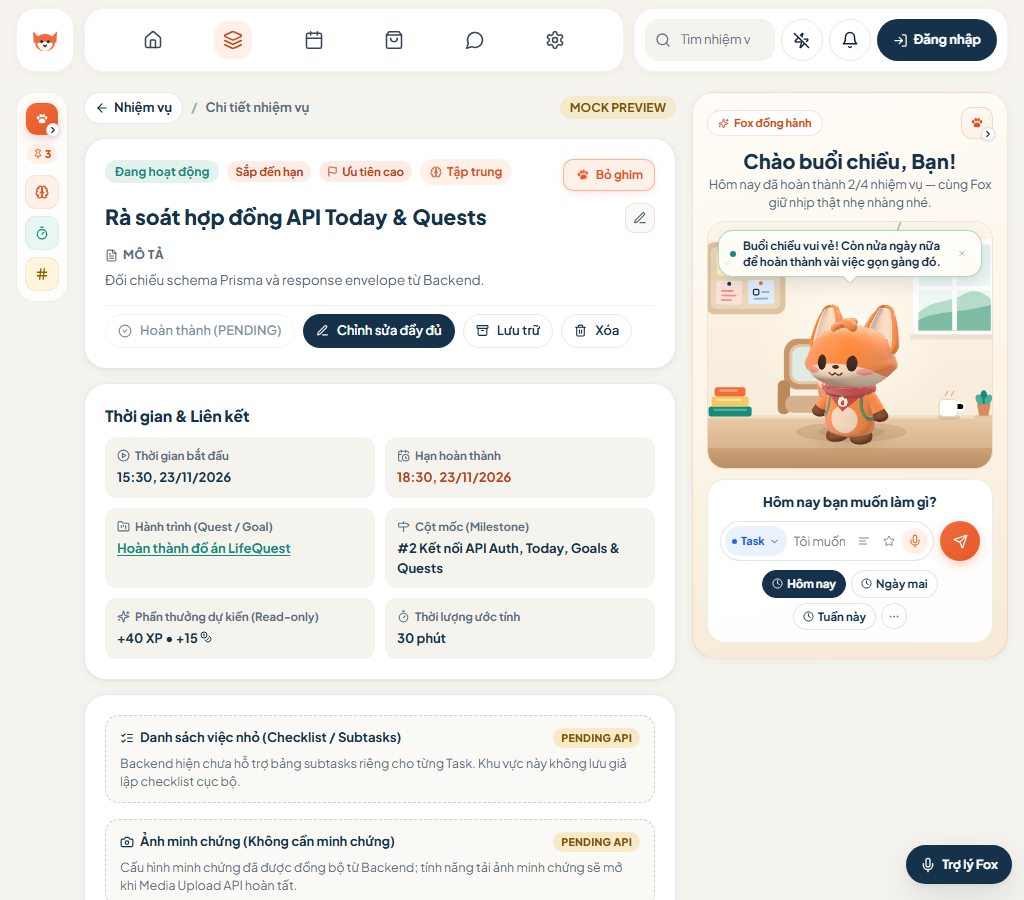 Tìm nhiệm v
Đăng nhập
3
Nhiệm vụ / Chi tiết nhiệm vụ
MOCK PREVIEW
Đang hoạt động
Sắp đến hạn
Ưu tiên cao
Tập trung
Bỏ ghim
Rà soát hợp đồng API Today & Quests
MÔ TẢ
Đối chiếu schema Prisma và response envelope từ Backend.
Hoàn thành (PENDING)
Chỉnh sửa đầy đủ
Lưu trữ
Xóa
Thời gian & Liên kết
Thời gian bắt đầu
15:30, 23/11/2026
Hạn hoàn thành
18:30, 23/11/2026
Hành trình (Quest / Goal)
Hoàn thành đồ án LifeQuest
Cột mốc (Milestone)
#2 Kết nối API Auth, Today, Goals &
Quests
Phần thưởng dự kiến (Read-only)
+40 XP • +15
Thời lượng ước tính
30 phút
Danh sách việc nhỏ (Checklist / Subtasks)
PENDING API
Backend hiện chưa hỗ trợ bảng subtasks riêng cho từng Task. Khu vực này không lưu giả
lập checklist cục bộ.
Ảnh minh chứng (Không cần minh chứng)
PENDING API
Cấu hình minh chứng đã được đồng bộ từ Backend; tính năng tải ảnh minh chứng sẽ mở
khi Media Upload API hoàn tất.
Fox đồng hành
Chào buổi chiều, Bạn!
Hôm nay đã hoàn thành 2/4 nhiệm vụ — cùng Fox
giữ nhịp thật nhẹ nhàng nhé.
Buổi chiều vui vẻ! Còn nửa ngày nữa
để hoàn thành vài việc gọn gàng đó.
Hôm nay bạn muốn làm gì?
Task
Tôi muốn
Hôm nay
Ngày mai
Tuần này
Trợ lý Fox